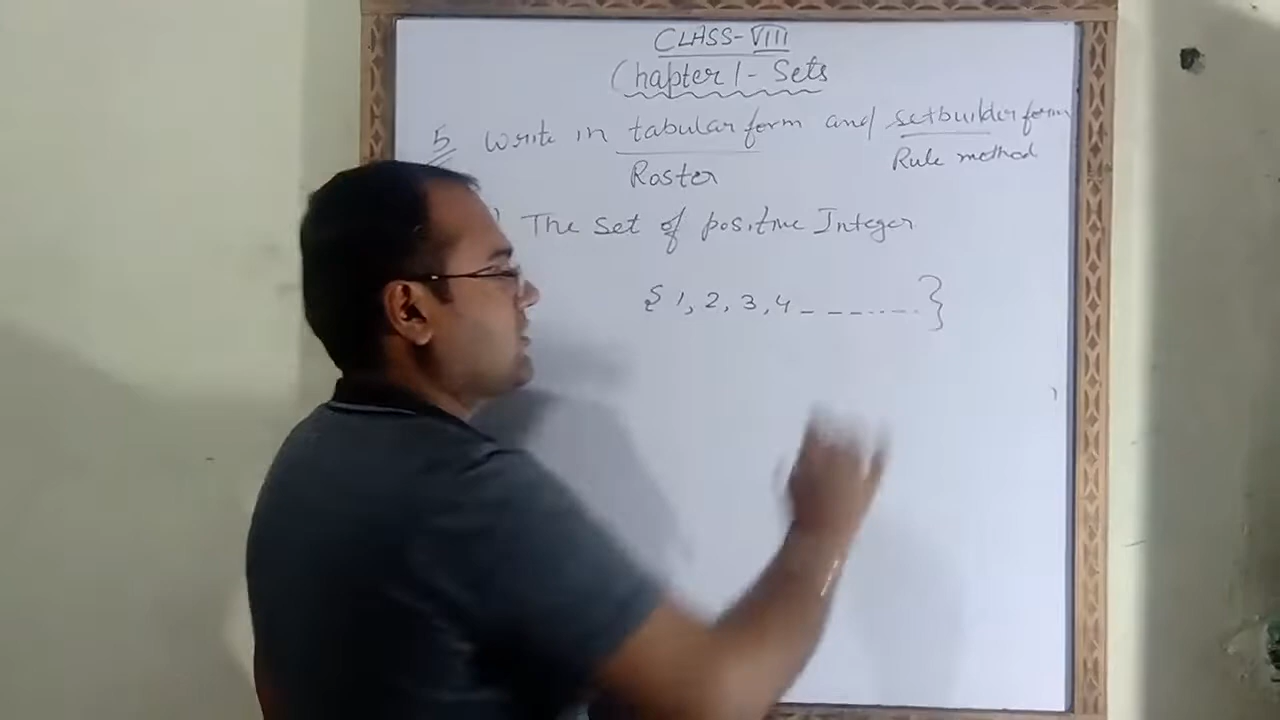 CLASS-VIII
Chapter 1 - Sets
5 Write in tabular form and setbuilder form
Roster Rule method
) The Set of positive Integer
{ 1, 2, 3, 4 _ _ _ ..... }